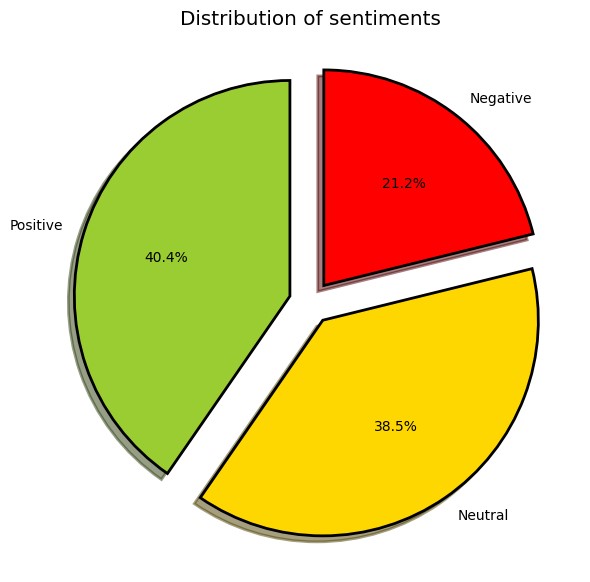 Distribution of sentiments
Negative
21.2%
Positive
40.4%
38.5%
Neutral